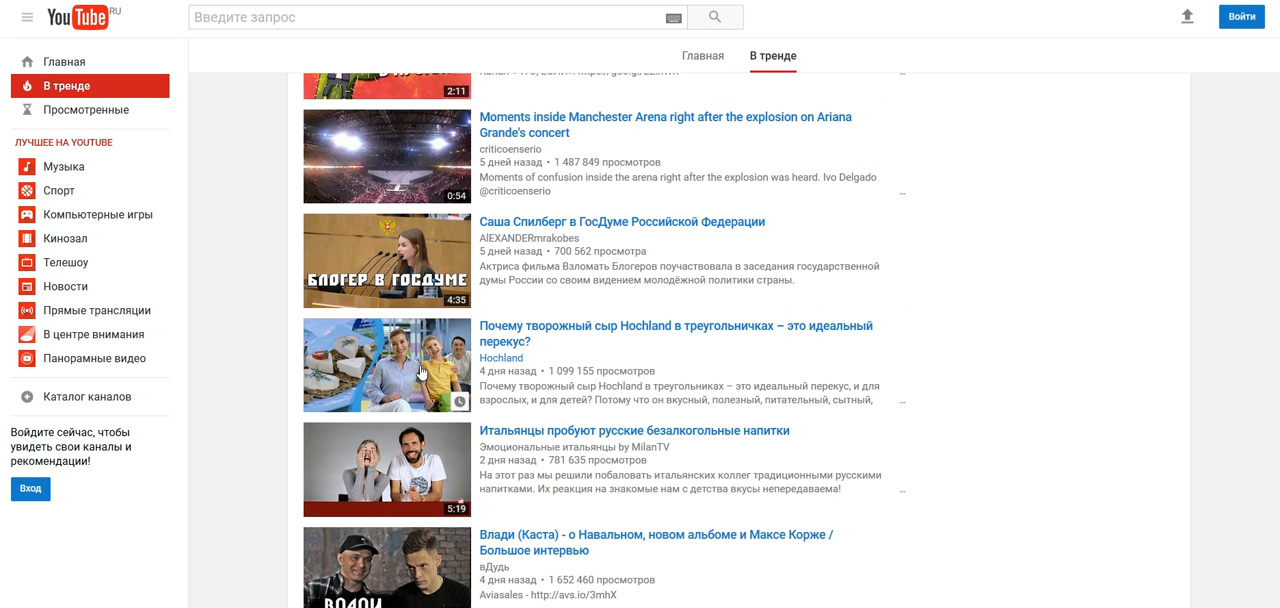 YouTube RU
Введите запрос
Войти
Главная
В тренде
Главная
В тренде
Просмотренные
ЛУЧШЕЕ НА YOUTUBE
Музыка
Спорт
Компьютерные игры
Кинозал
Телешоу
Новости
Прямые трансляции
В центре внимания
Панорамные видео
Каталог каналов
Войдите сейчас, чтобы
увидеть свои каналы и
рекомендации!
Вход
2:11
...
Moments inside Manchester Arena right after the explosion on Ariana
Grande's concert
criticoenserio
5 дней назад • 1 487 849 просмотров
Moments of confusion inside the arena right after the explosion was heard. Ivo Delgado
@criticoenserio
...
0:54
Саша Спилберг в ГосДуме Российской Федерации
AlEXANDERmrakobes
5 дней назад • 700 562 просмотра
Актриса фильма Взломать Блогеров поучаствовала в заседания государственной
думы России со своим видением молодёжной политики страны.
БЛОГЕР В ГОСДУМЕ
4:35
Почему творожный сыр Hochland в треугольничках – это идеальный
перекус?
Hochland
4 дня назад • 1 099 155 просмотров
Почему творожный сыр Hochland в треугольниках – это идеальный перекус, и для
взрослых, и для детей? Потому что он вкусный, полезный, питательный, сытный,
...
Итальянцы пробуют русские безалкогольные напитки
Эмоциональные итальянцы by MilanTV
2 дня назад • 781 635 просмотров
На этот раз мы решили побаловать итальянских коллег традиционными русскими
напитками. Их реакция на знакомые нам с детства вкусы непередаваема!
...
5:19
Влади (Каста) - о Навальном, новом альбоме и Максе Корже /
Большое интервью
вДудь
4 дня назад • 1 652 460 просмотров
Aviasales - http://avs.io/3mhX
ВЛАДИ